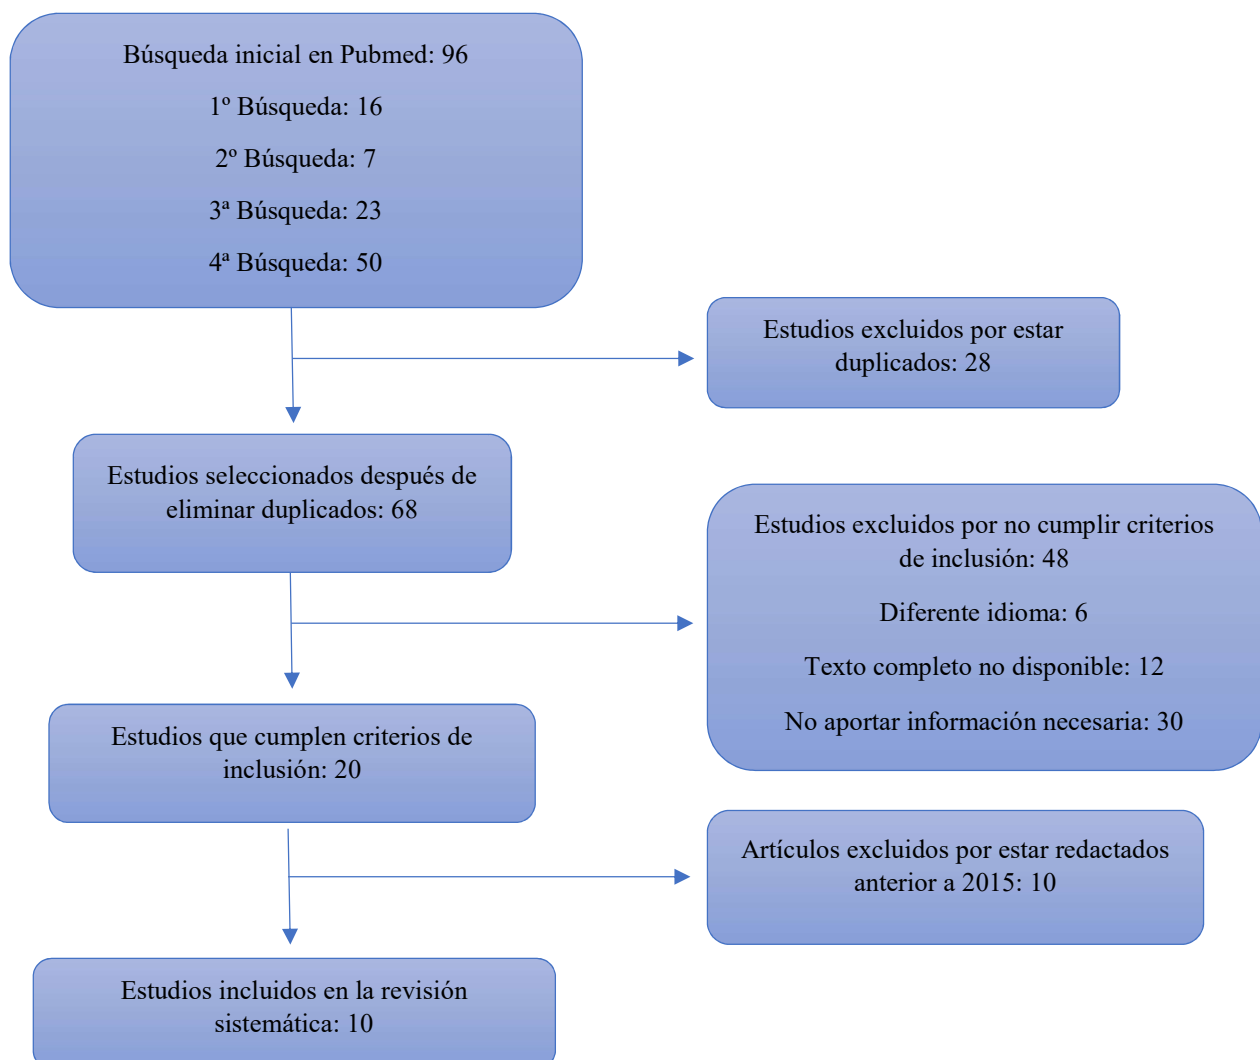 Búsqueda inicial en Pubmed: 96
1º Búsqueda: 16
2º Búsqueda: 7
3ª Búsqueda: 23
4ª Búsqueda: 50
Estudios excluidos por estar
duplicados: 28
Estudios seleccionados después de
eliminar duplicados: 68
Estudios excluidos por no cumplir criterios
de inclusión: 48
Diferente idioma: 6
Texto completo no disponible: 12
No aportar información necesaria: 30
Estudios que cumplen criterios de
inclusión: 20
Artículos excluidos por estar redactados
anterior a 2015: 10
Estudios incluidos en la revisión
sistemática: 10